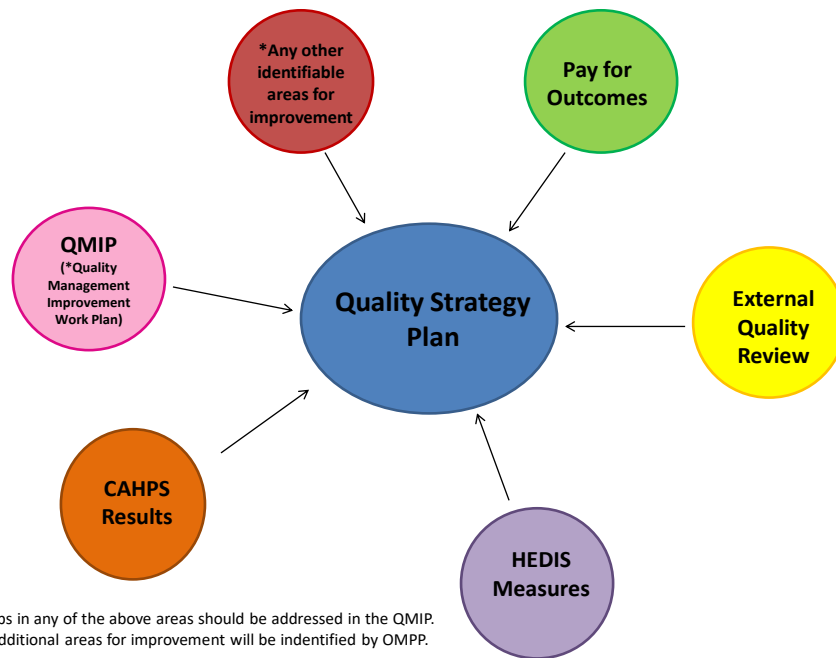 *Any other
identifiable
areas for
improvement
Pay for
Outcomes
QMIP
(*Quality
Management
Improvement
Work Plan)
Quality Strategy
Plan
External
Quality
Review
CAHPS
Results
HEDIS
Measures
in any of the above areas should be addressed in the QMIP.
areas for improvement will be indentified by OMPP.